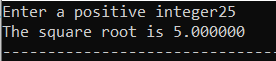 Enter a positive integer25
The square root is 5.000000
--------------------------------